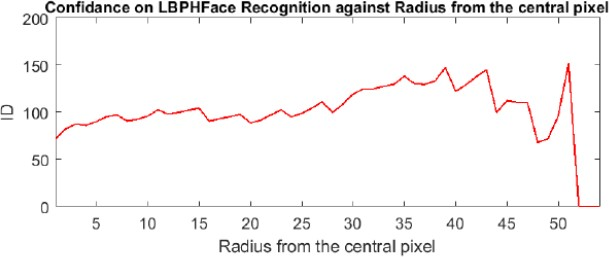 Confidance on LBPHFace Recognition against Radius from the central pixel
200
150
100
50
0
ID
5 10 15 20 25 30 35 40 45 50
Radius from the central pixel